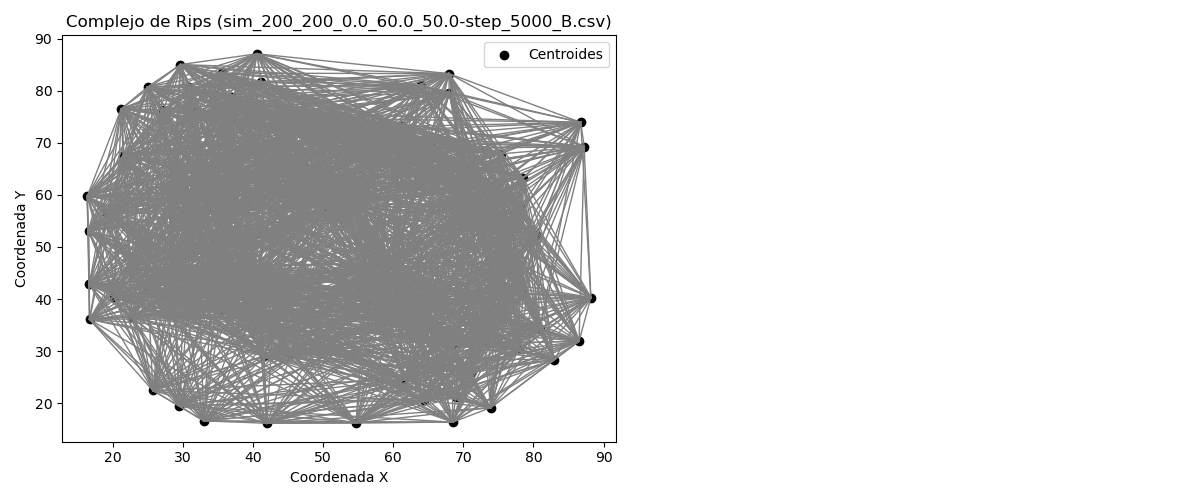 Complejo de Rips (sim_200_200_0.0_60.0_50.0-step_5000_B.csv)
Centroides
Coordenada Y
90
80
70
60
50
40
30
20
20 30 40 50 60 70 80 90
Coordenada X